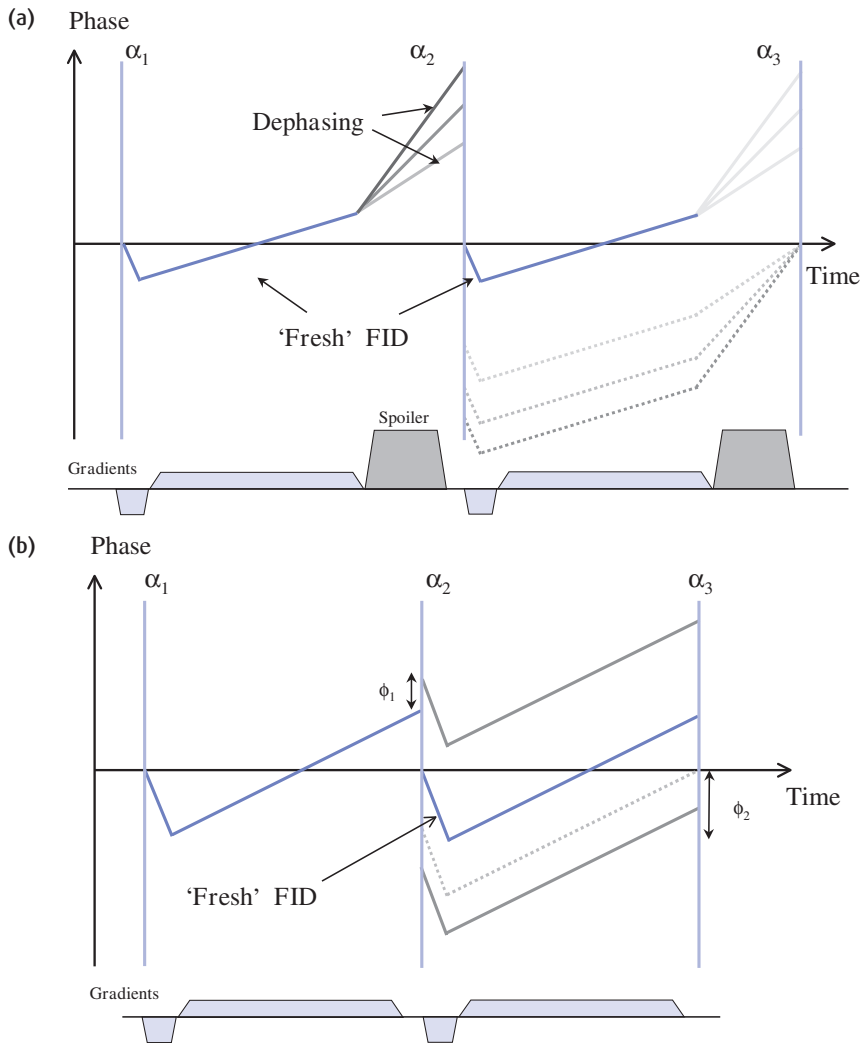 (a)
Phase
α1
α2
α3
Dephasing
Time
'Fresh' FID
Spoiler
Gradients
(b)
Phase
α1
α2
α3
ϕ1
Time
ϕ2
'Fresh' FID
Gradients